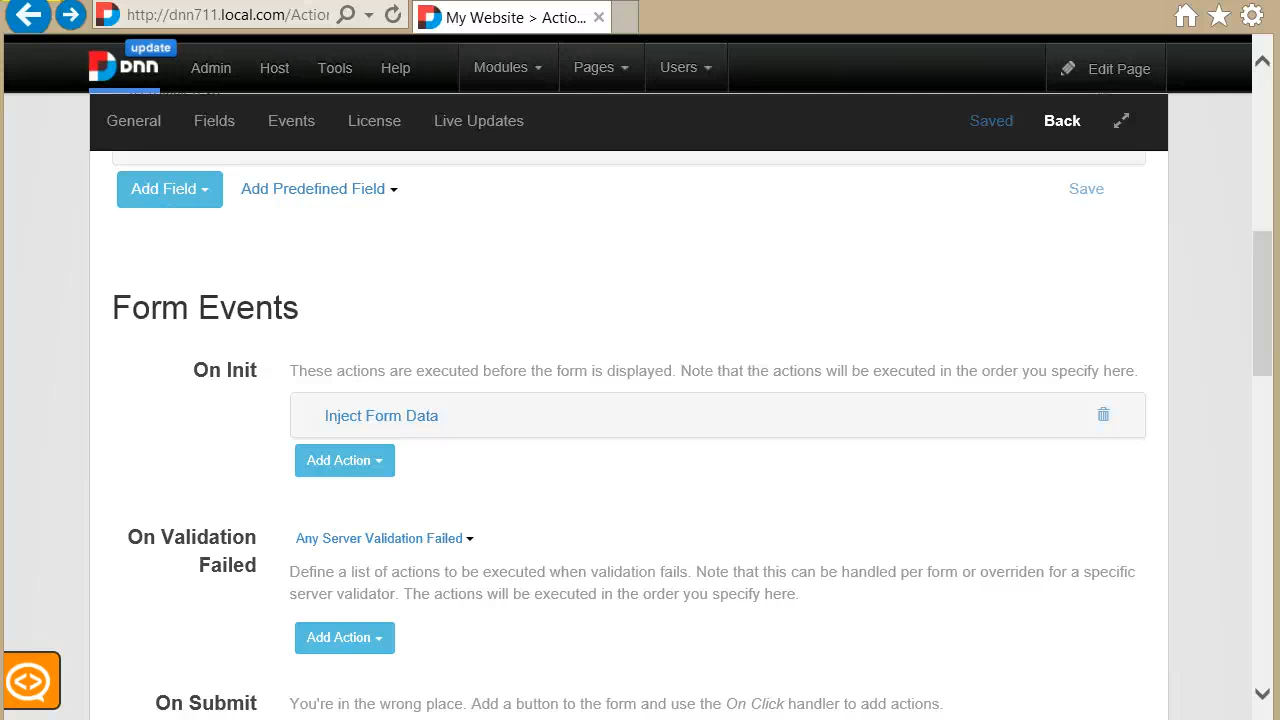 http://dnn711.local.com/Action
My Website > Actio...
update
DNN
Admin
Host
Tools
Help
Modules
Pages
Users
Edit Page
General
Fields
Events
License
Live Updates
Saved
Back
Add Field
Add Predefined Field
Save
Form Events
On Init
These actions are executed before the form is displayed. Note that the actions will be executed in the order you specify here.
Inject Form Data
Add Action
On Validation
Failed
Any Server Validation Failed
Define a list of actions to be executed when validation fails. Note that this can be handled per form or overriden for a specific
server validator. The actions will be executed in the order you specify here.
Add Action
On Submit
You're in the wrong place. Add a button to the form and use the On Click handler to add actions.